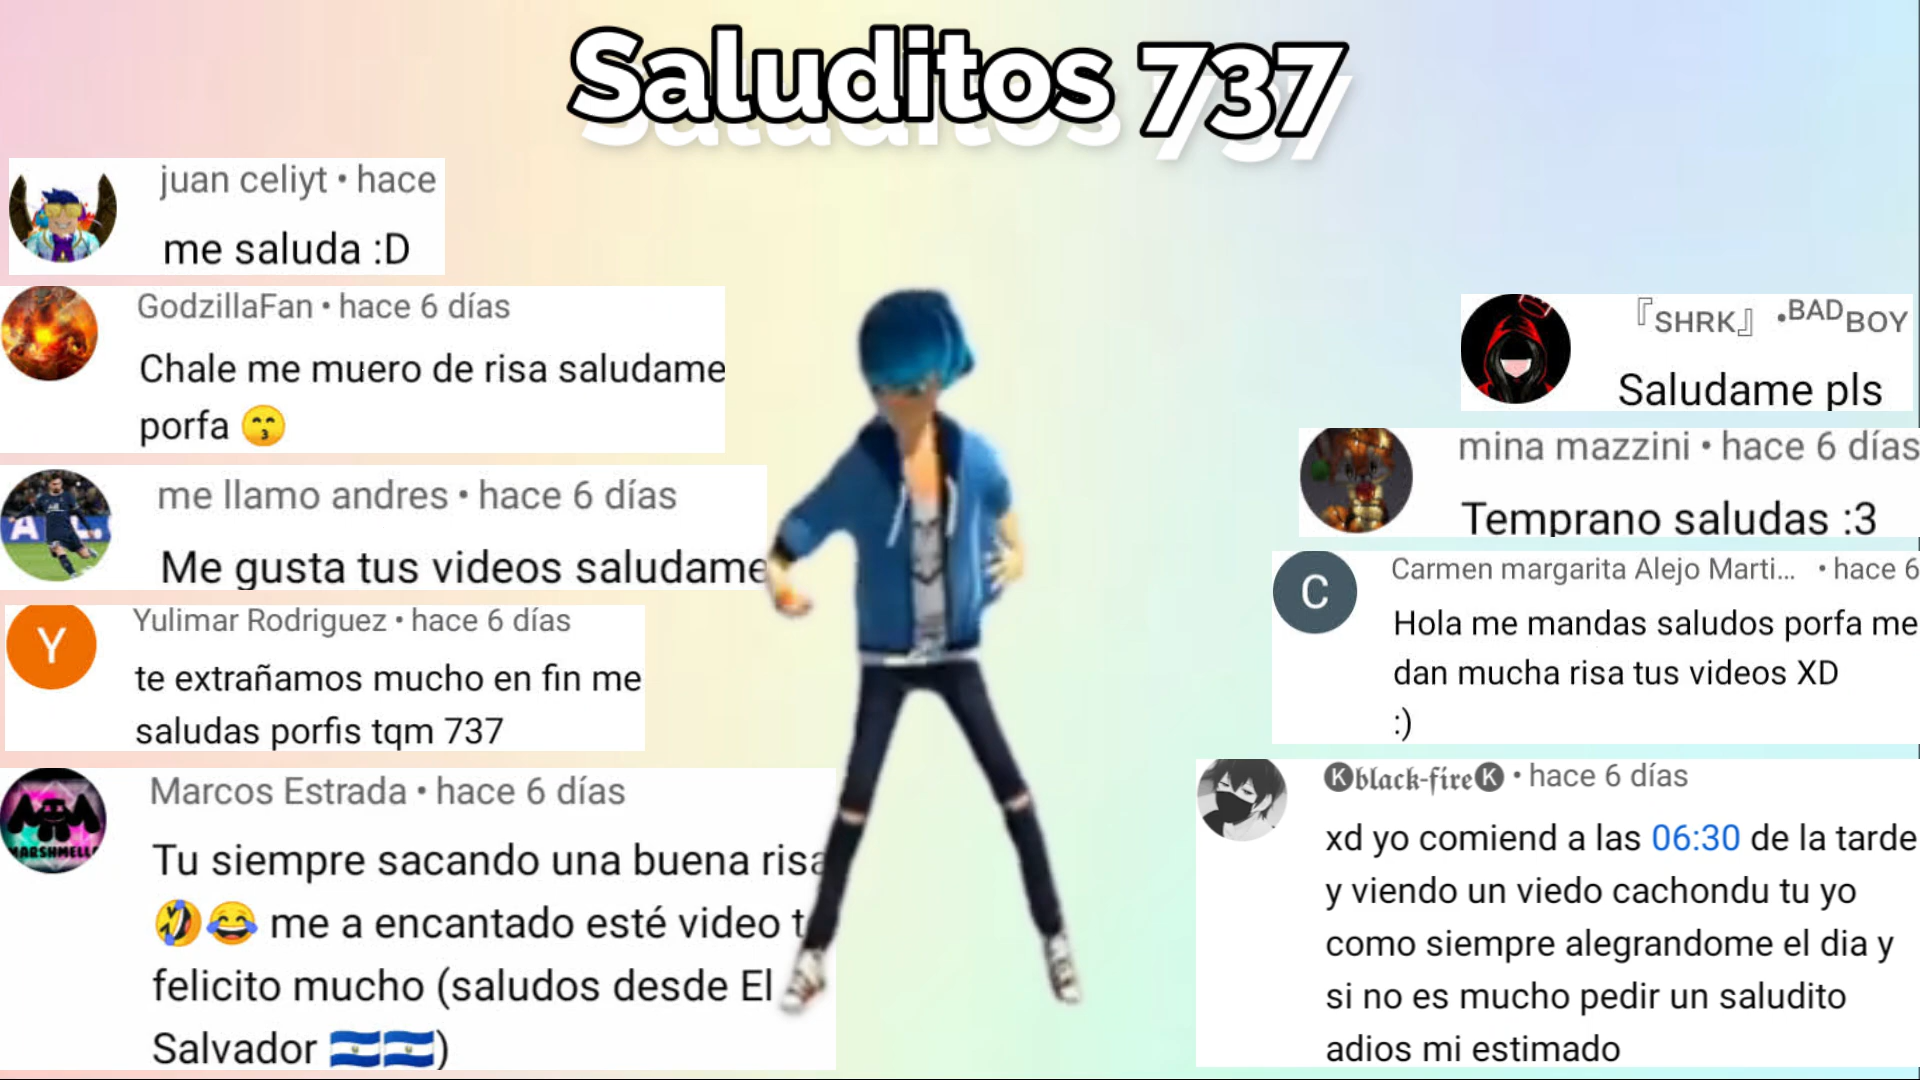 Saluditos 737
juan celiyt • hace
me saluda :D
GodzillaFan • hace 6 días
Chale me muero de risa saludame
porfa 😙
me llamo andres • hace 6 días
Me gusta tus videos saludame
Yulimar Rodriguez • hace 6 días
te extrañamos mucho en fin me
saludas porfis tqm 737
MARSHMELL
Marcos Estrada • hace 6 días
Tu siempre sacando una buena risa
🤣😂 me a encantado esté video t
felicito mucho (saludos desde El
Salvador 🇸🇻🇸🇻)
『SHRK』 •ᴮᴬᴰBOY
Saludame pls
mina mazzini • hace 6 días
Temprano saludas :3
C
Carmen margarita Alejo Marti... • hace 6
Hola me mandas saludos porfa me
dan mucha risa tus videos XD
:)
🅚𝖇𝖑𝖆𝖈𝖐-𝖋𝖎𝖗𝖊🅚 • hace 6 días
xd yo comiend a las 06:30 de la tarde
y viendo un viedo cachondu tu yo
como siempre alegrandome el dia y
si no es mucho pedir un saludito
adios mi estimado